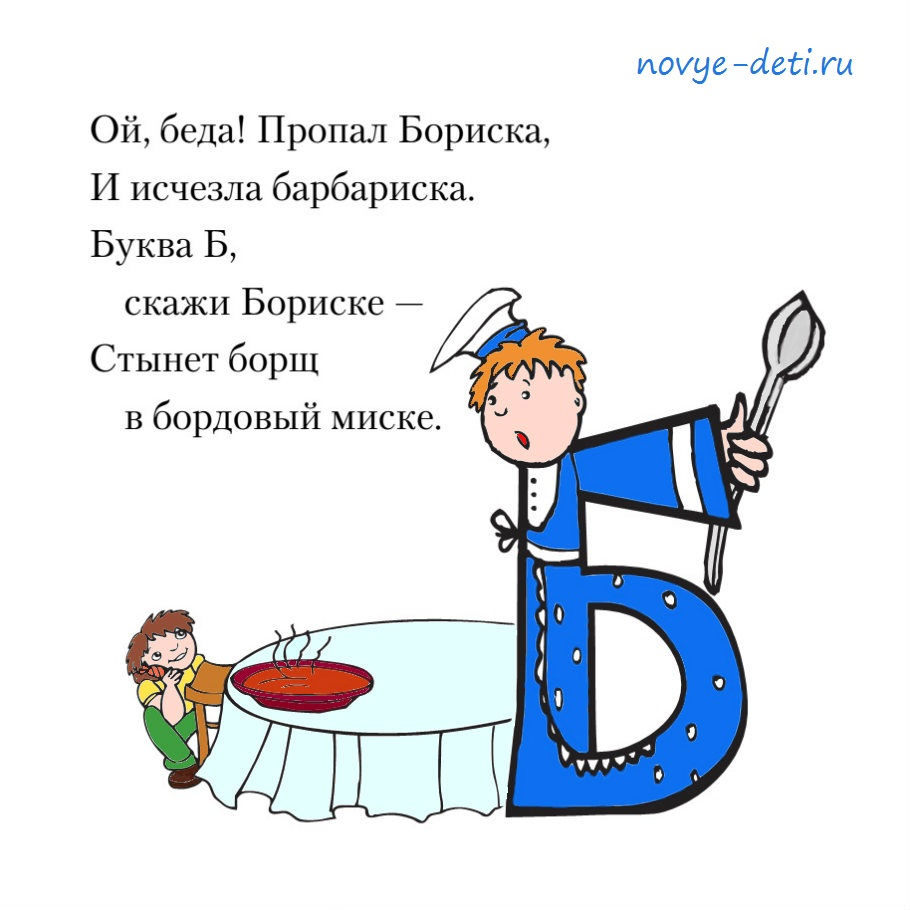 novye-deti.ru
Ой, беда! Пропал Бориска,
И исчезла барбариска.
Буква Б,
скажи Бориске —
Стынет борщ
в бордовый миске.